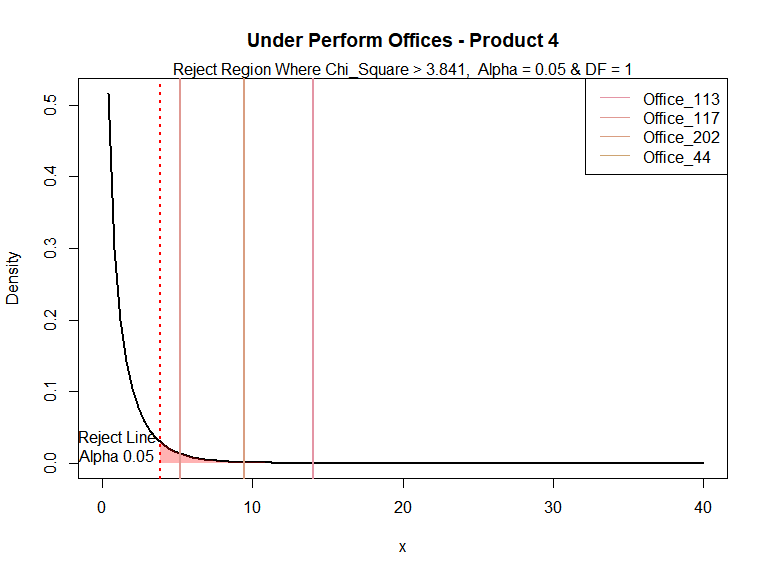 Under Perform Offices - Product 4
Reject Region Where Chi_Square > 3.841,  Alpha = 0.05 & DF = 1
Office_113
Office_117
Office_202
Office_44
Density
0.5
0.4
0.3
0.2
0.1
0.0
Reject Line
Alpha 0.05
0
10
20
30
40
x